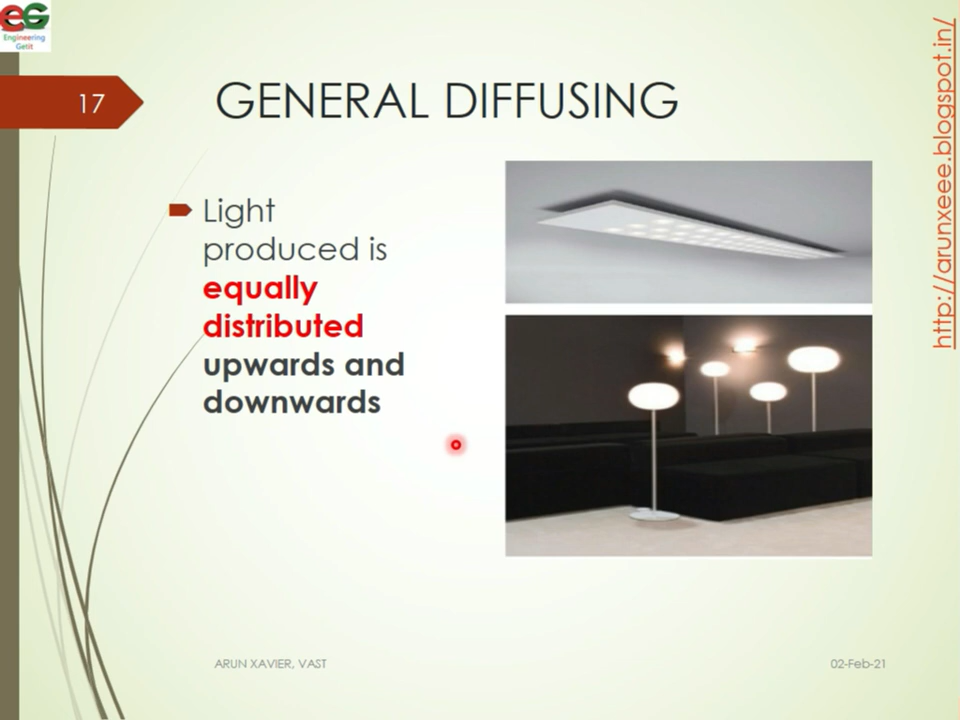 EG
Engineering
Getit
17
GENERAL DIFFUSING
http://arunxeee.blogspot.in/
Light
produced is
equally
distributed
upwards and
downwards
ARUN XAVIER, VAST
02-Feb-21